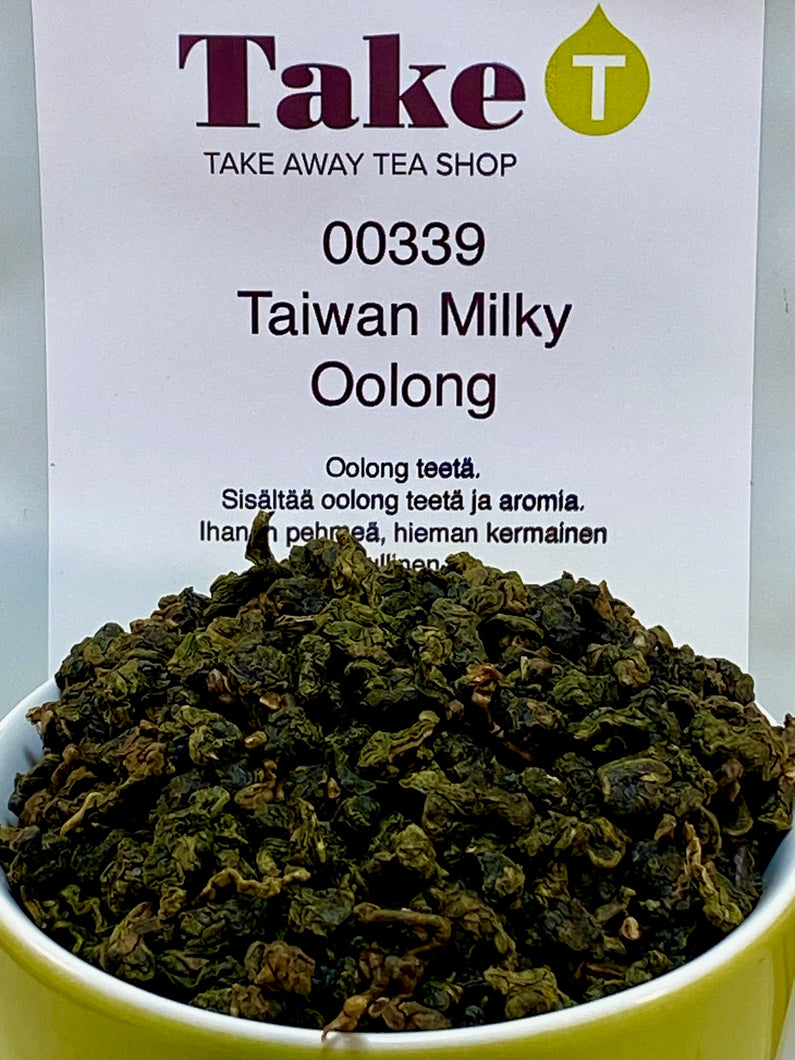 Take T
TAKE AWAY TEA SHOP
00339
Taiwan Milky
Oolong
Oolong teetä.
Sisältää oolong teetä ja aromia.
pehmeä, hieman kermainen